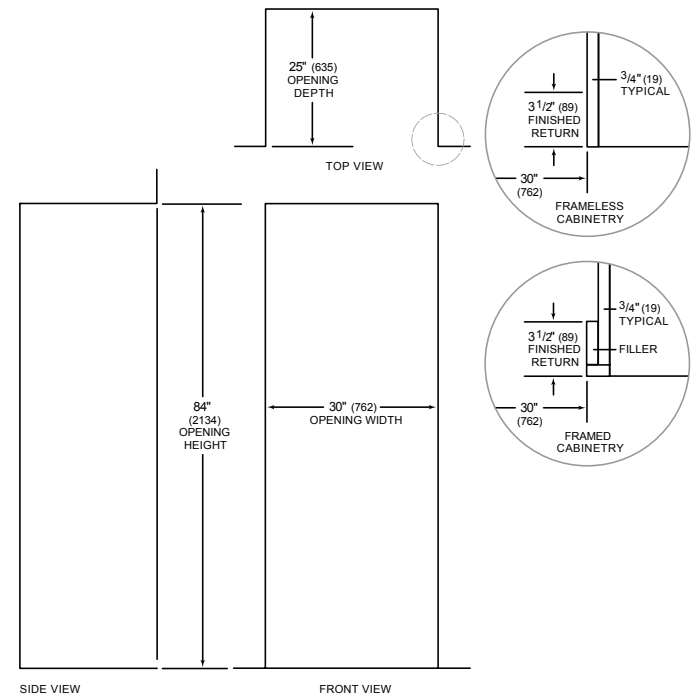 25" (635)
OPENING
DEPTH
TOP VIEW
3/4" (19)
TYPICAL
3 1/2" (89)
FINISHED
RETURN
30"
(762)
FRAMELESS
CABINETRY
3/4" (19)
TYPICAL
3 1/2" (89)
FINISHED
RETURN
FILLER
30"
(762)
FRAMED
CABINETRY
84"
(2134)
OPENING
HEIGHT
30" (762)
OPENING WIDTH
SIDE VIEW
FRONT VIEW